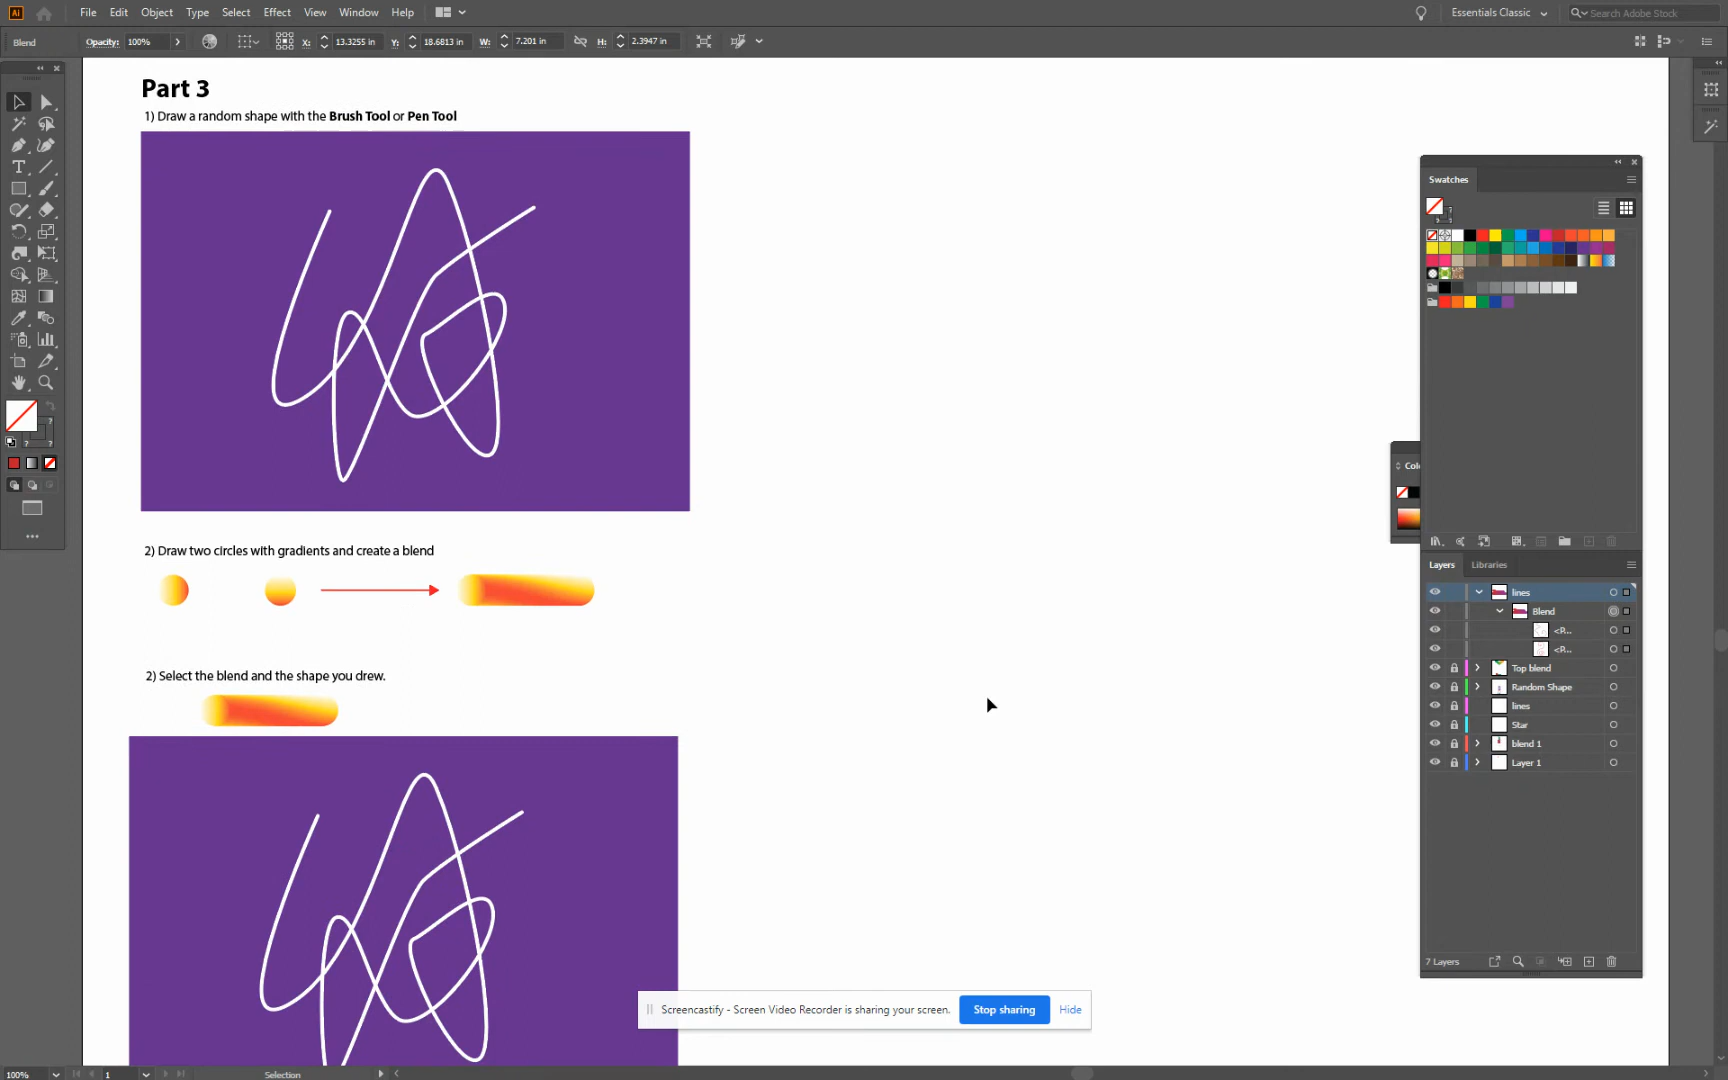 Ai
File Edit Object Type Select Effect View Window Help
Essentials Classic
Search Adobe Stock
Blend Opacity: 100% X: 13.3255 in Y: 18.6813 in W: 7.201 in H: 2.3947 in
Part 3
1) Draw a random shape with the Brush Tool or Pen Tool
2) Draw two circles with gradients and create a blend
2) Select the blend and the shape you drew.
Swatches
Colo
Layers Libraries
lines
Blend
<P...
<P...
Top blend
Random Shape
lines
Star
blend 1
Layer 1
7 Layers
Screencastify - Screen Video Recorder is sharing your screen. Stop sharing Hide
100% 1 Selection